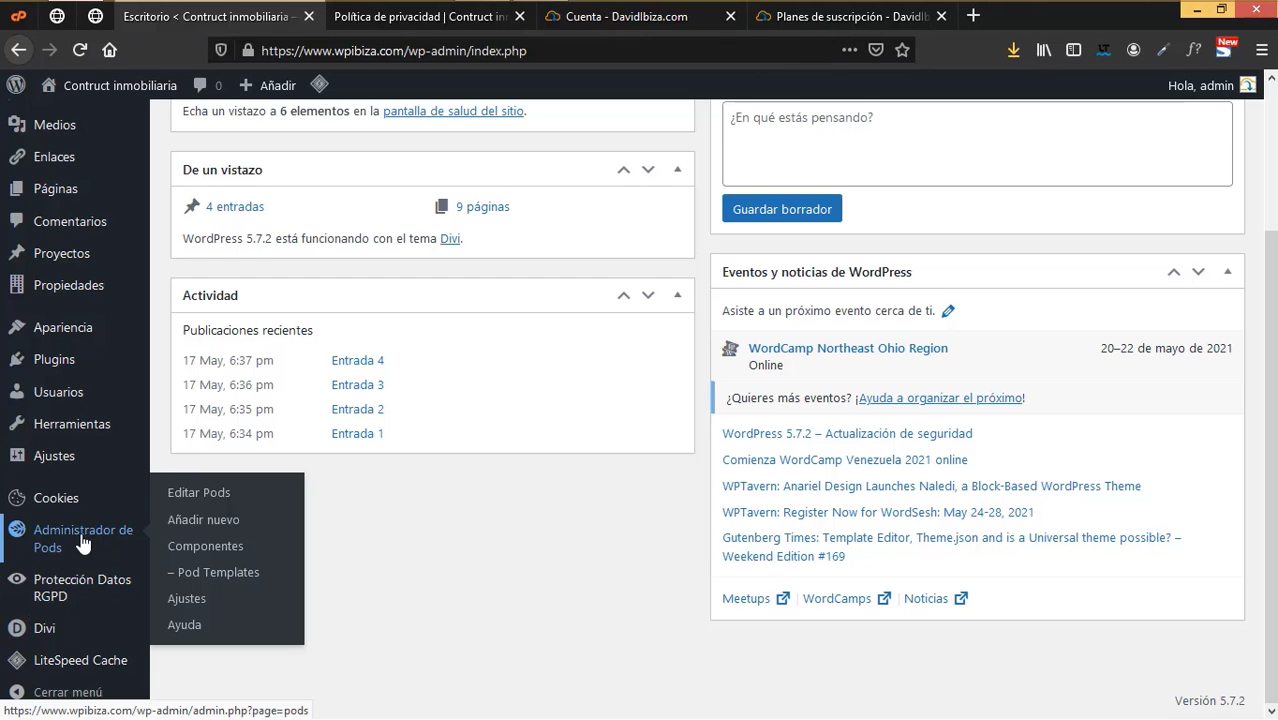 Escritorio < Contruct inmobiliaria –
Política de privacidad | Contruct in
Cuenta - DavidIbiza.com
Planes de suscripción - DavidIb
https://www.wpibiza.com/wp-admin/index.php
New
Contruct inmobiliaria
0
Añadir
Hola, admin
Medios
Enlaces
Páginas
Comentarios
Proyectos
Propiedades
Apariencia
Plugins
Usuarios
Herramientas
Ajustes
Cookies
Administrador de
Pods
Protección Datos
RGPD
Divi
LiteSpeed Cache
Cerrar menú
Editar Pods
Añadir nuevo
Componentes
– Pod Templates
Ajustes
Ayuda
Echa un vistazo a 6 elementos en la pantalla de salud del sitio.
De un vistazo
4 entradas
9 páginas
WordPress 5.7.2 está funcionando con el tema Divi.
Actividad
Publicaciones recientes
17 May, 6:37 pm Entrada 4
17 May, 6:36 pm Entrada 3
17 May, 6:35 pm Entrada 2
17 May, 6:34 pm Entrada 1
¿En qué estás pensando?
Guardar borrador
Eventos y noticias de WordPress
Asiste a un próximo evento cerca de ti.
WordCamp Northeast Ohio Region 20–22 de mayo de 2021
Online
¿Quieres más eventos? ¡Ayuda a organizar el próximo!
WordPress 5.7.2 – Actualización de seguridad
Comienza WordCamp Venezuela 2021 online
WPTavern: Anariel Design Launches Naledi, a Block-Based WordPress Theme
WPTavern: Register Now for WordSesh: May 24-28, 2021
Gutenberg Times: Template Editor, Theme.json and is a Universal theme possible? –
Weekend Edition #169
Meetups | WordCamps | Noticias
Versión 5.7.2
https://www.wpibiza.com/wp-admin/admin.php?page=pods